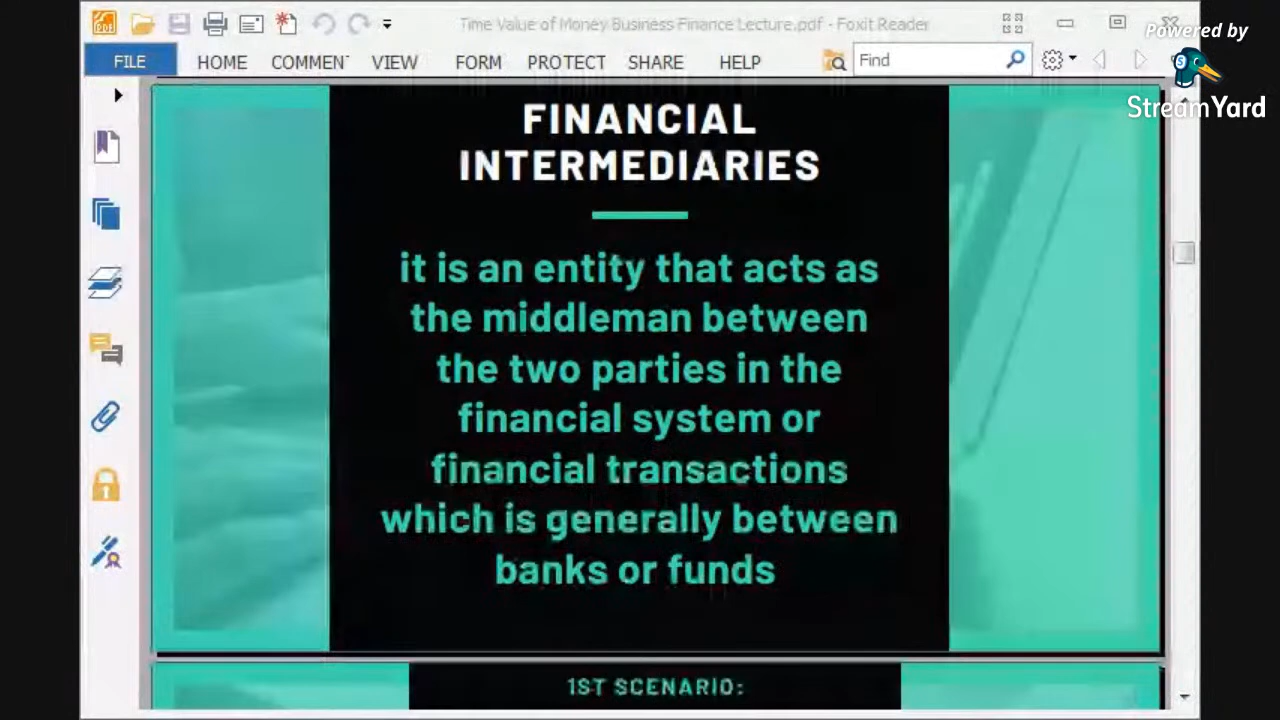 Time Value of Money Business Finance Lecture.pdf - Foxit Reader
Powered by
StreamYard
FILE HOME COMMEN VIEW FORM PROTECT SHARE HELP Find
FINANCIAL
INTERMEDIARIES
it is an entity that acts as
the middleman between
the two parties in the
financial system or
financial transactions
which is generally between
banks or funds
1ST SCENARIO: